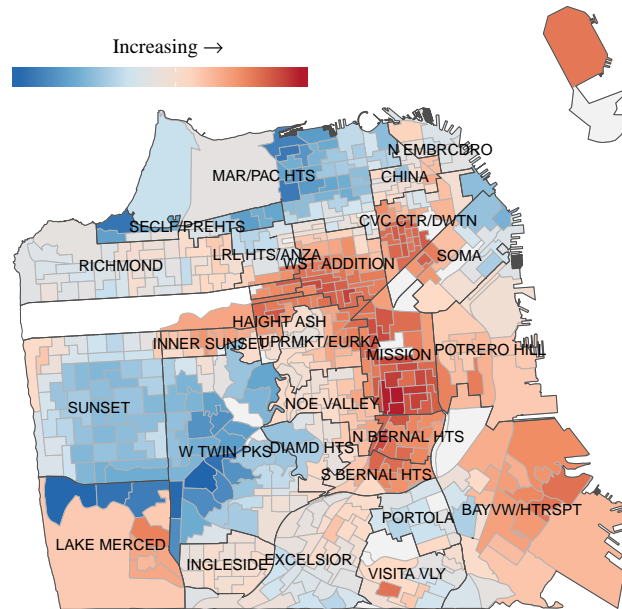 Increasing →
N EMBRCDRO
MAR/PAC HTS
CHINA
SECLF/PREHTS
CVC CTR/DWTN
LRL HTS/ANZA
SOMA
RICHMOND
WST ADDITION
HAIGHT ASH
INNER SUNSET
UPRMKT/EURKA
MISSION
POTRERO HILL
SUNSET
NOE VALLEY
N BERNAL HTS
W TWIN PKS
DIAMD HTS
S BERNAL HTS
BAYVW/HTRSPT
PORTOLA
LAKE MERCED
INGLESIDE
EXCELSIOR
VISITA VLY